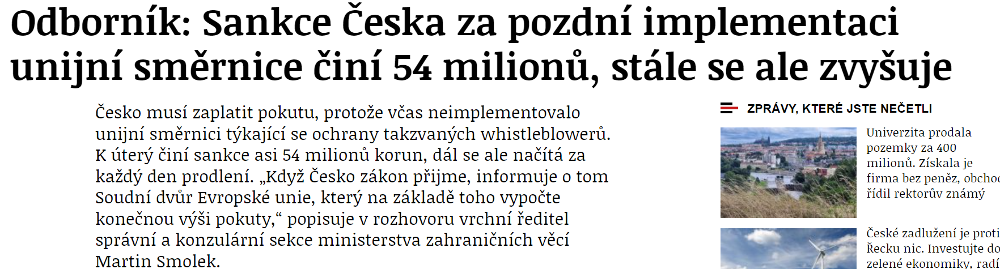 Odborník: Sankce Česka za pozdní implementaci
unijní směrnice činí 54 milionů, stále se ale zvyšuje
Česko musí zaplatit pokutu, protože včas neimplementovalo
unijní směrnici týkající se ochrany takzvaných whistleblowerů.
K úterý činí sankce asi 54 milionů korun, dál se ale načítá za
každý den prodlení. „Když Česko zákon přijme, informuje o tom
Soudní dvůr Evropské unie, který na základě toho vypočte
konečnou výši pokuty,“ popisuje v rozhovoru vrchní ředitel
správní a konzulární sekce ministerstva zahraničních věcí
Martin Smolek.
ZPRÁVY, KTERÉ JSTE NEČETLI
Univerzita prodala
pozemky za 400
milionů. Získala je
firma bez peněz, obchod
řídil rektorův známý
České zadlužení je proti
Řecku nic. Investujte do
zelené ekonomiky, radí